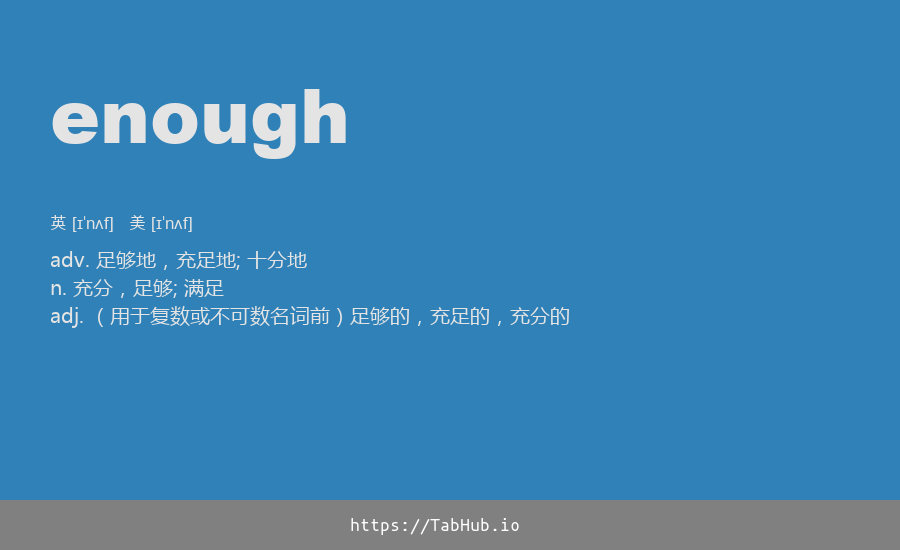 enough
英 [ɪˈnʌf] 美 [ɪˈnʌf]
adv. 足够地，充足地; 十分地
n. 充分，足够; 满足
adj. （用于复数或不可数名词前）足够的，充足的，充分的
https://TabHub.io